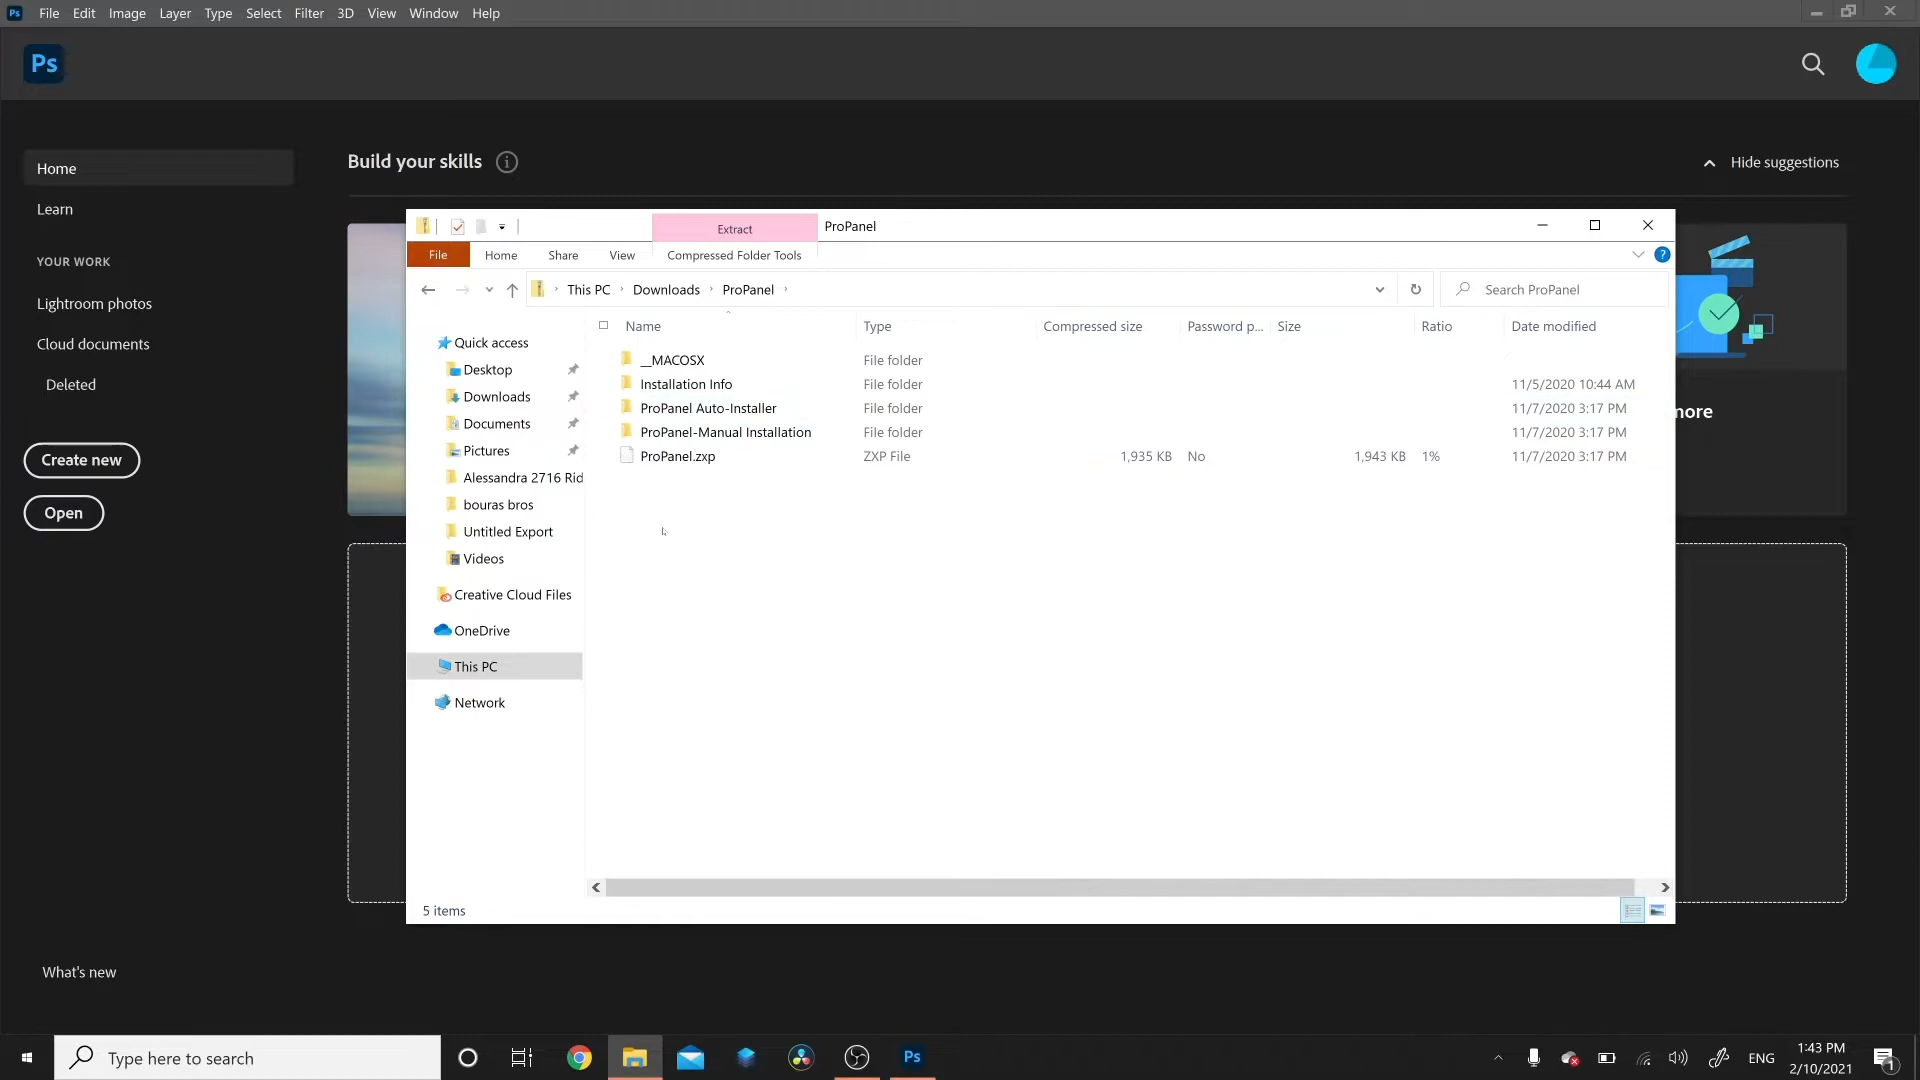 Ps File Edit Image Layer Type Select Filter 3D View Window Help
Ps
Home
Learn
YOUR WORK
Lightroom photos
Cloud documents
Deleted
Create new
Open
What's new
Build your skills
Hide suggestions
more
Extract ProPanel
File Home Share View Compressed Folder Tools
This PC Downloads ProPanel Search ProPanel
Name Type Compressed size Password p... Size Ratio Date modified
__MACOSX File folder
Installation Info File folder 11/5/2020 10:44 AM
ProPanel Auto-Installer File folder 11/7/2020 3:17 PM
ProPanel-Manual Installation File folder 11/7/2020 3:17 PM
ProPanel.zxp ZXP File 1,935 KB No 1,943 KB 1% 11/7/2020 3:17 PM
Quick access
Desktop
Downloads
Documents
Pictures
Alessandra 2716 Rid
bouras bros
Untitled Export
Videos
Creative Cloud Files
OneDrive
This PC
Network
5 items
Type here to search Ps ENG 1:43 PM 1
2/10/2021